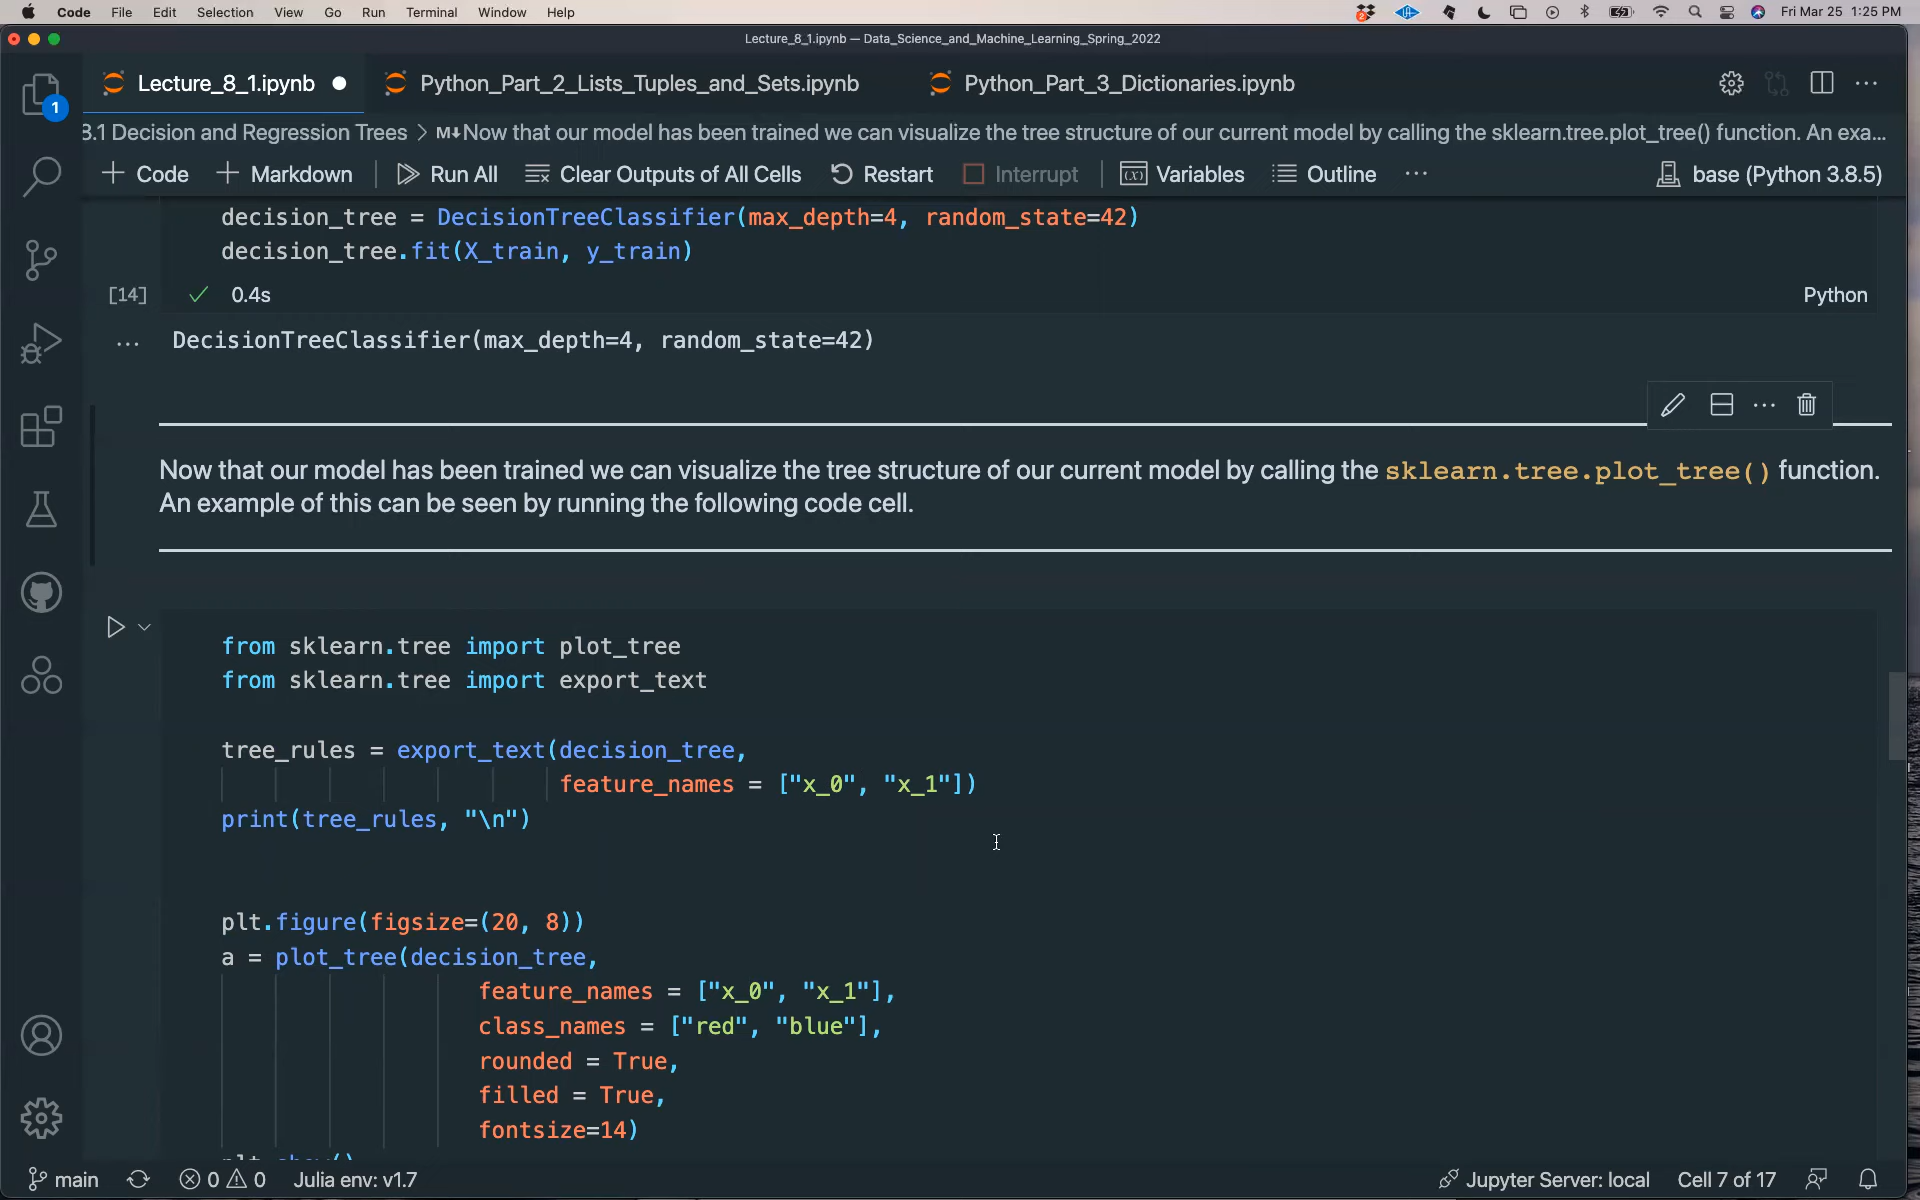 Code File Edit Selection View Go Run Terminal Window Help Fri Mar 25 1:25 PM
Lecture_8_1.ipynb — Data_Science_and_Machine_Learning_Spring_2022
Lecture_8_1.ipynb Python_Part_2_Lists_Tuples_and_Sets.ipynb Python_Part_3_Dictionaries.ipynb
1
8.1 Decision and Regression Trees > M↓Now that our model has been trained we can visualize the tree structure of our current model by calling the sklearn.tree.plot_tree() function. An exa...
+ Code + Markdown Run All Clear Outputs of All Cells Restart Interrupt Variables Outline ... base (Python 3.8.5)
decision_tree = DecisionTreeClassifier(max_depth=4, random_state=42)
decision_tree.fit(X_train, y_train)
[14] ✓ 0.4s Python
... DecisionTreeClassifier(max_depth=4, random_state=42)
Now that our model has been trained we can visualize the tree structure of our current model by calling the sklearn.tree.plot_tree() function.
An example of this can be seen by running the following code cell.
from sklearn.tree import plot_tree
from sklearn.tree import export_text
tree_rules = export_text(decision_tree,
feature_names = ["x_0", "x_1"])
print(tree_rules, "\n")
plt.figure(figsize=(20, 8))
a = plot_tree(decision_tree,
feature_names = ["x_0", "x_1"],
class_names = ["red", "blue"],
rounded = True,
filled = True,
fontsize=14)
plt.show()
main 0 0 Julia env: v1.7 Jupyter Server: local Cell 7 of 17